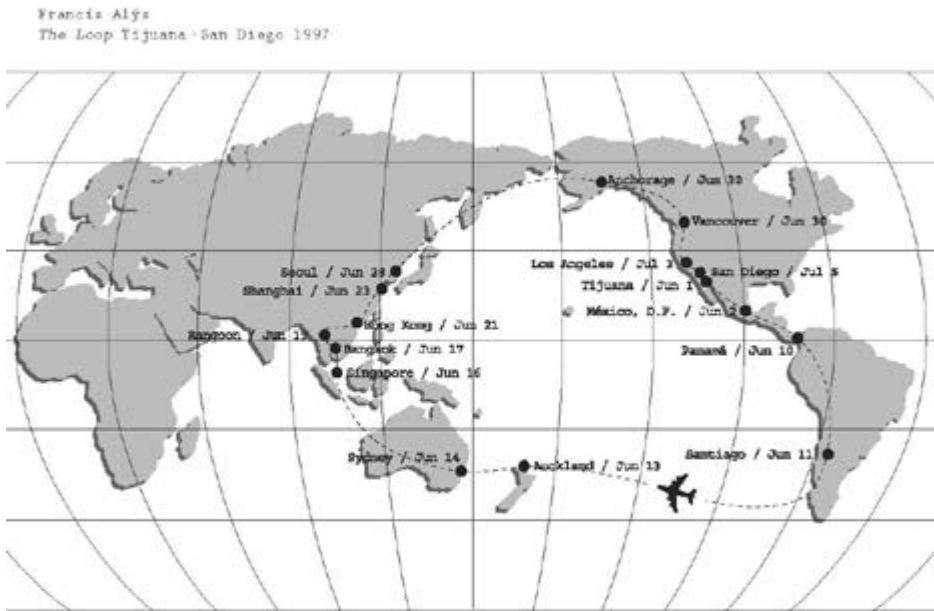 Francis Alÿs
The Loop Tijuana-San Diego 1997
Anchorage / Jun 30
Vancouver / Jun 30
Los Angeles / Jul 3
San Diego / Jul 5
Tijuana / Jun 1
México, D.F. / Jun 2
Panamá / Jun 10
Seoul / Jun 28
Shanghai / Jun 23
Hong Kong / Jun 21
Rangoon / Jun
Bangkok / Jun 17
Singapore / Jun 16
Sydney / Jun 14
Auckland / Jun 13
Santiago / Jun 11